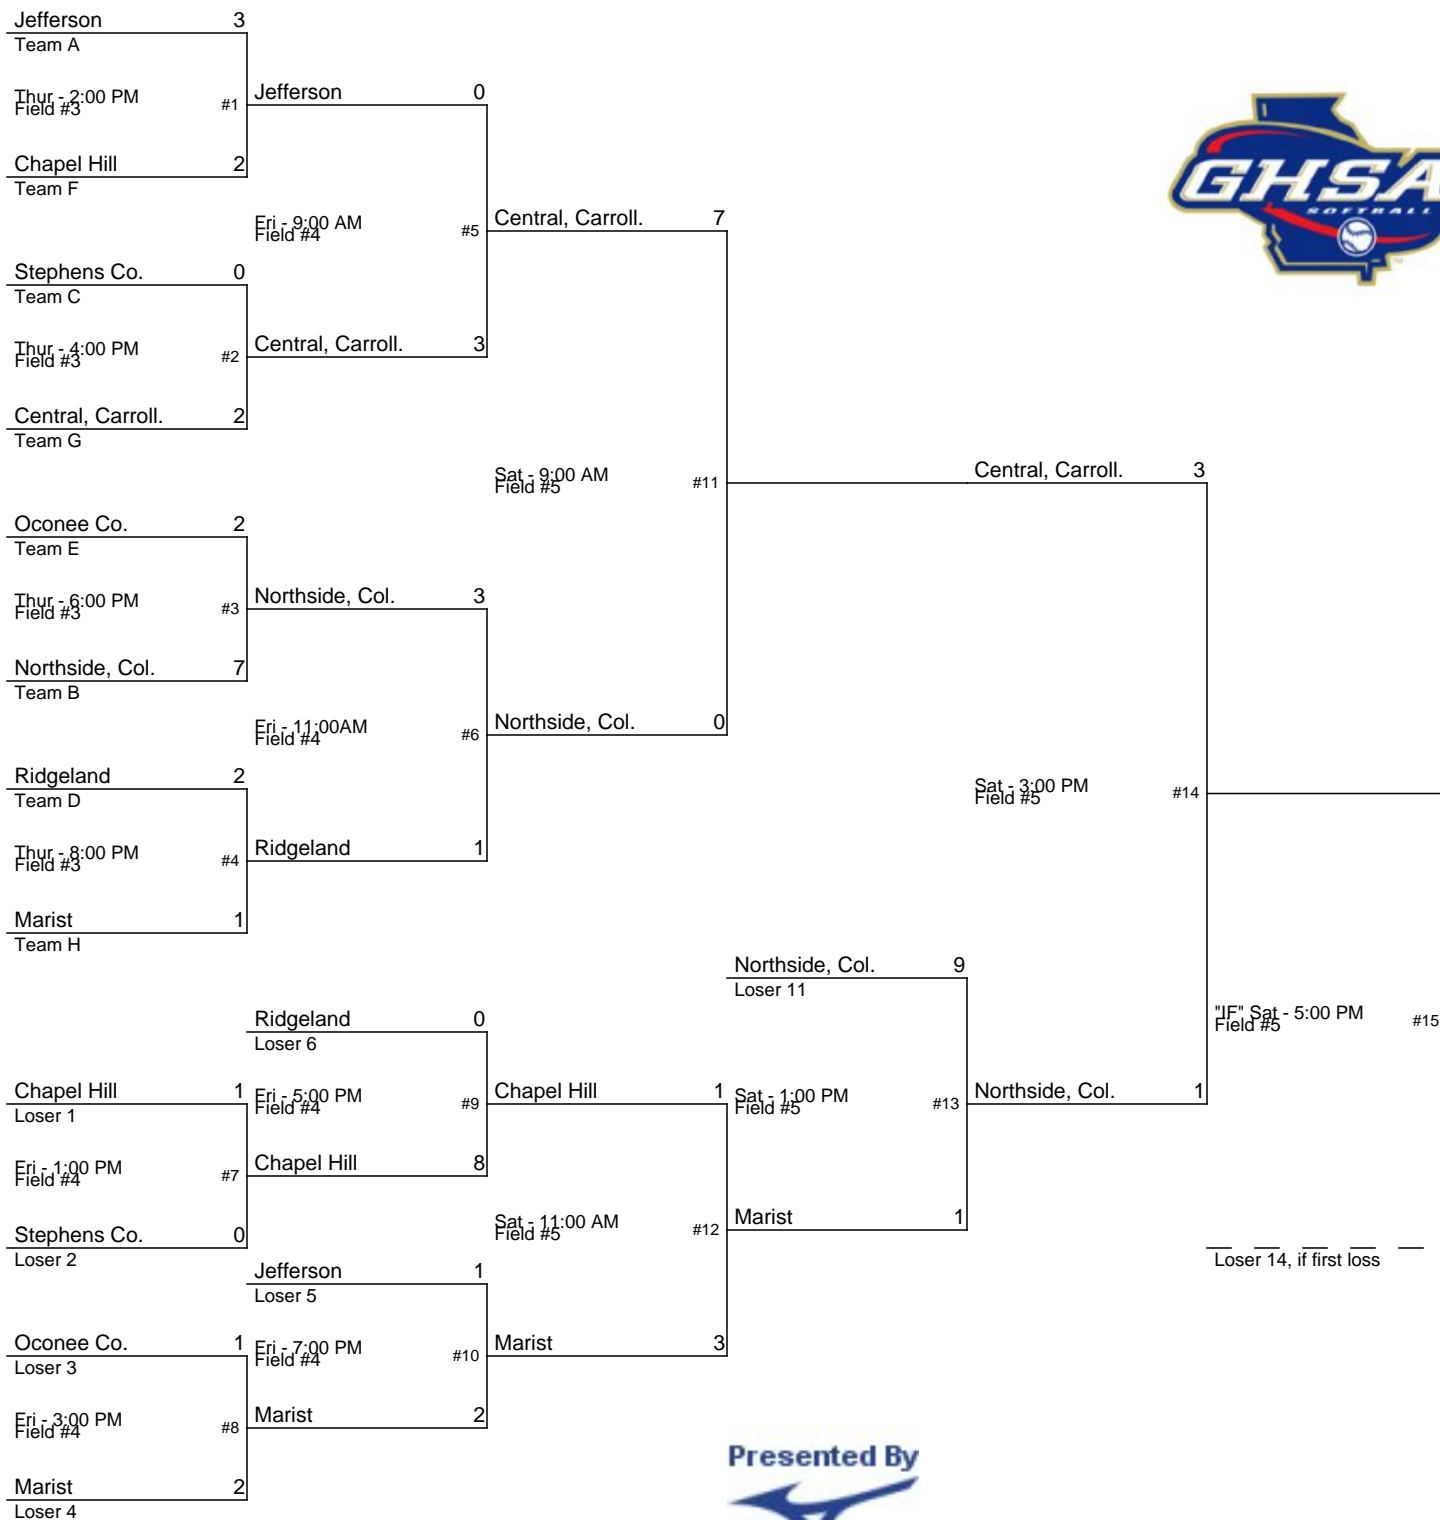 Jefferson 3
Team A
Thur - 2:00 PM
Field #3
#1
Chapel Hill 2
Team F
Jefferson 0
Stephens Co. 0
Team C
Thur - 4:00 PM
Field #3
#2
Central, Carroll. 2
Team G
Fri - 9:00 AM
Field #4
#5
Central, Carroll. 3
Central, Carroll. 7
GHSA
SOFTBALL
TM
Oconee Co. 2
Team E
Thur - 6:00 PM
Field #3
#3
Northside, Col. 7
Team B
Northside, Col. 3
Sat - 9:00 AM
Field #5
#11
Central, Carroll. 3
Ridgeland 2
Team D
Thur - 8:00 PM
Field #3
#4
Marist 1
Team H
Fri - 11:00AM
Field #4
#6
Ridgeland 1
Northside, Col. 0
Sat - 3:00 PM
Field #5
#14
Northside, Col. 9
Loser 11
Ridgeland 0
Loser 6
"IF" Sat - 5:00 PM
Field #5
#15
Chapel Hill 1
Loser 1
Fri - 5:00 PM
Field #4
#9
Chapel Hill 1
Sat - 1:00 PM
Field #5
#13
Northside, Col. 1
Fri - 1:00 PM
Field #4
#7
Chapel Hill 8
Stephens Co. 0
Loser 2
Sat - 11:00 AM
Field #5
#12
Marist 1
Loser 14, if first loss
Jefferson 1
Loser 5
Oconee Co. 1
Loser 3
Fri - 7:00 PM
Field #4
#10
Marist 3
Fri - 3:00 PM
Field #4
#8
Marist 2
Marist 2
Loser 4
Presented By